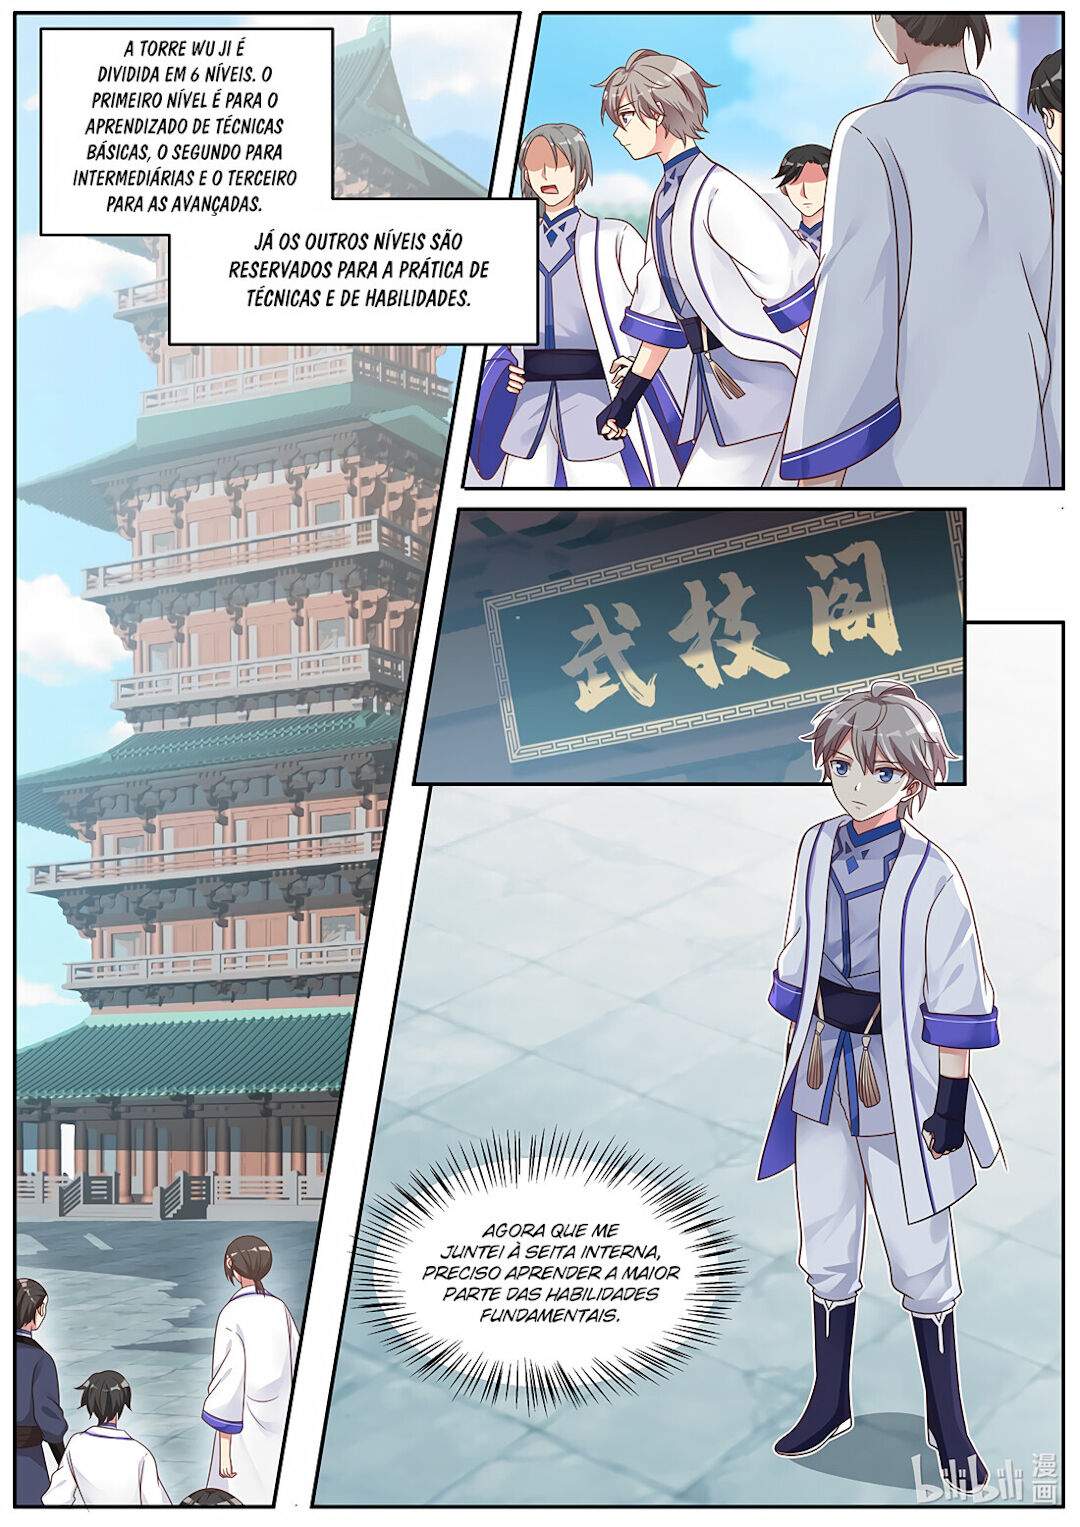 A TORRE WU JI É
DIVIDIDA EM 6 NÍVEIS. O
PRIMEIRO NÍVEL É PARA O
APRENDIZADO DE TÉCNICAS
BÁSICAS, O SEGUNDO PARA
INTERMEDIÁRIAS E O TERCEIRO
PARA AS AVANÇADAS.
JÁ OS OUTROS NÍVEIS SÃO
RESERVADOS PARA A PRÁTICA DE
TÉCNICAS E DE HABILIDADES.
武技阁
AGORA QUE ME
JUNTEI À SEITA INTERNA,
PRECISO APRENDER A MAIOR
PARTE DAS HABILIDADES
FUNDAMENTAIS.
bilibili 漫画